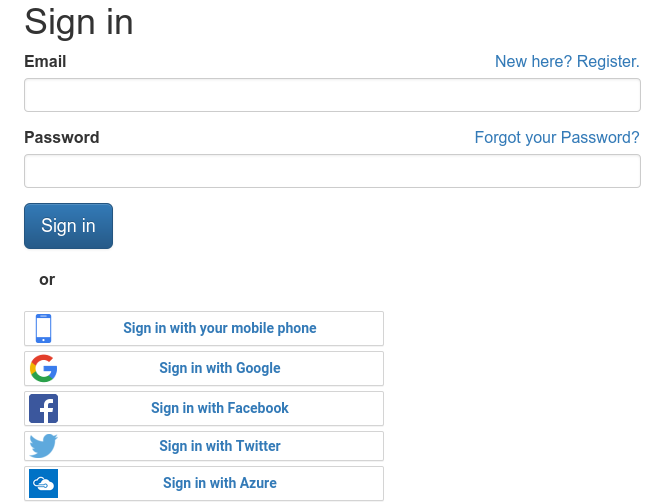 Sign in
Email New here? Register.
Password Forgot your Password?
Sign in
or
Sign in with your mobile phone
Sign in with Google
Sign in with Facebook
Sign in with Twitter
Sign in with Azure